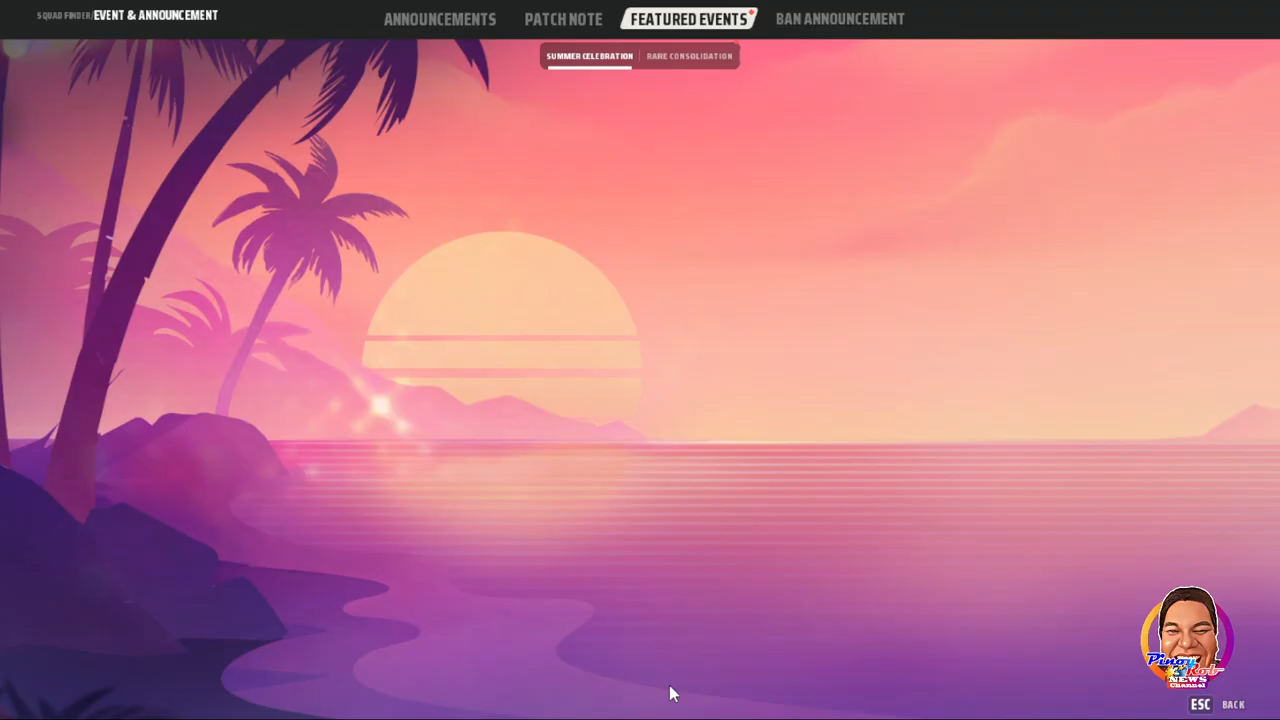 SQUAD FINDER/EVENT & ANNOUNCEMENT
ANNOUNCEMENTS
PATCH NOTE
FEATURED EVENTS
BAN ANNOUNCEMENT
SUMMER CELEBRATION
RARE CONSOLIDATION
Pinoy
Rob
NEWS
Channel
ESC BACK